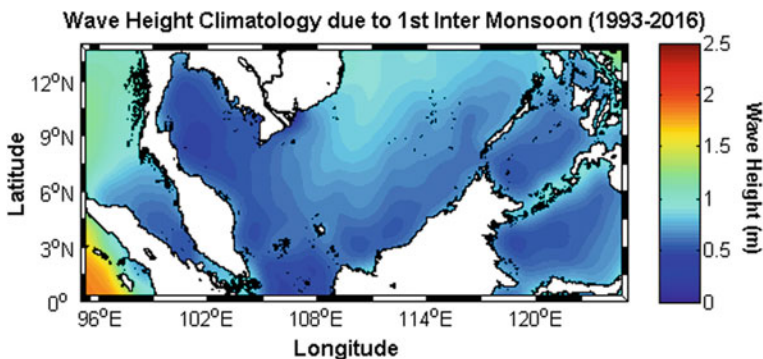 Wave Height Climatology due to 1st Inter Monsoon (1993-2016)
12°N
9°N
6°N
3°N
0°
Latitude
96°E 102°E 108°E 114°E 120°E
Longitude
2.5
2
1.5
1
0.5
0
Wave Height (m)